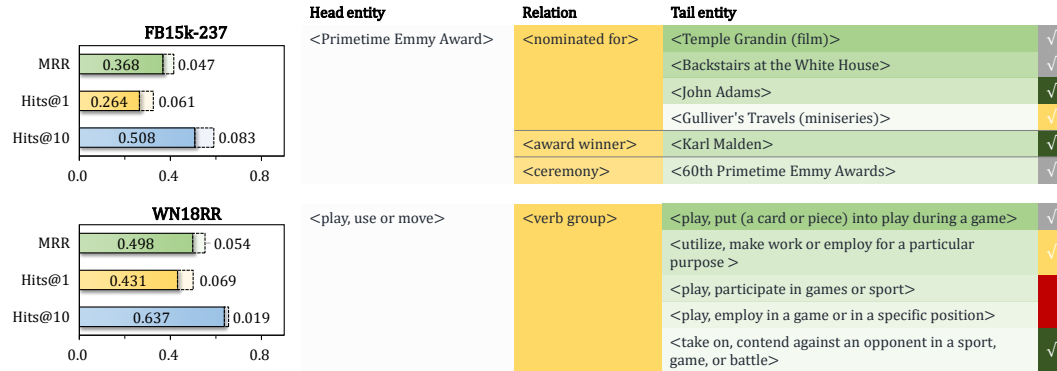 Head entity Relation Tail entity
FB15k-237
MRR 0.368 0.047
Hits@1 0.264 0.061
Hits@10 0.508 0.083
0.0 0.4 0.8
<Primetime Emmy Award> <nominated for> <Temple Grandin (film)> √
<Backstairs at the White House> √
<John Adams> √
<Gulliver's Travels (miniseries)> √
<award winner> <Karl Malden> √
<ceremony> <60th Primetime Emmy Awards> √
WN18RR
MRR 0.498 0.054
Hits@1 0.431 0.069
Hits@10 0.637 0.019
0.0 0.4 0.8
<play, use or move> <verb group> <play, put (a card or piece) into play during a game> √
<utilize, make work or employ for a particular
purpose > √
<play, participate in games or sport>
<play, employ in a game or in a specific position>
<take on, contend against an opponent in a sport,
game, or battle> √